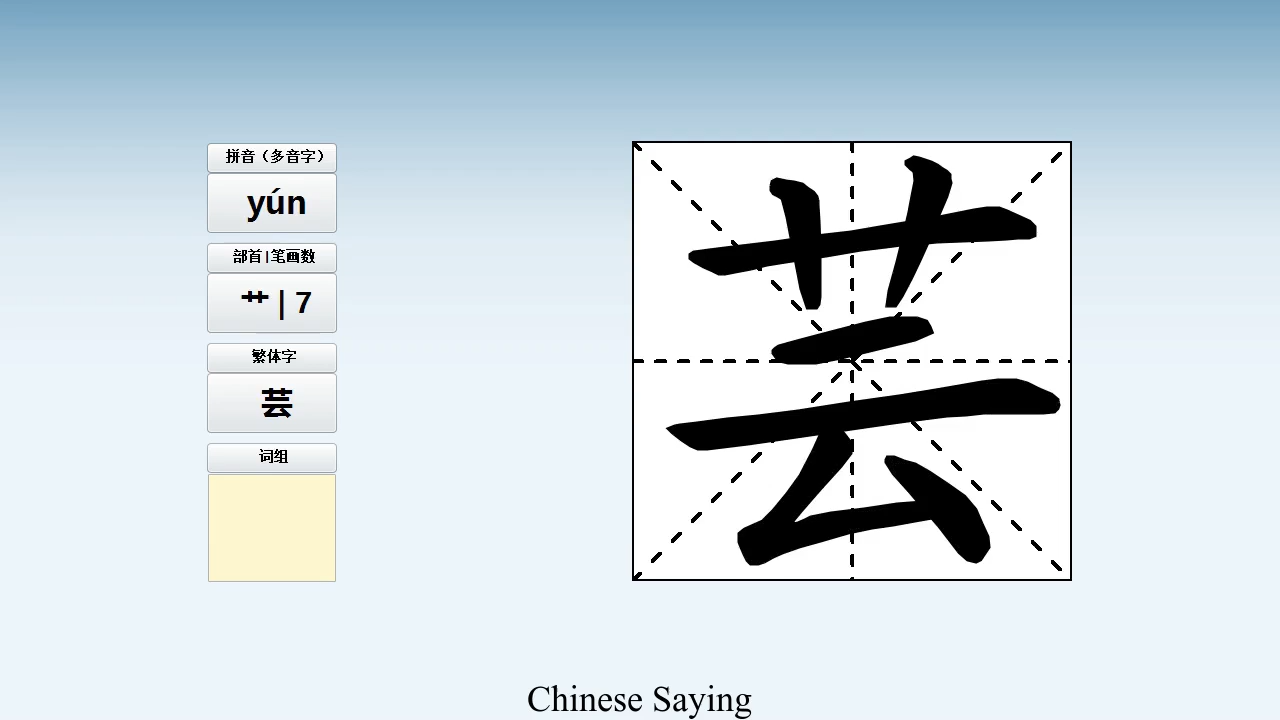 拼音（多音字）
yún
部首|笔画数
艹 | 7
繁体字
芸
词组
芸
Chinese Saying